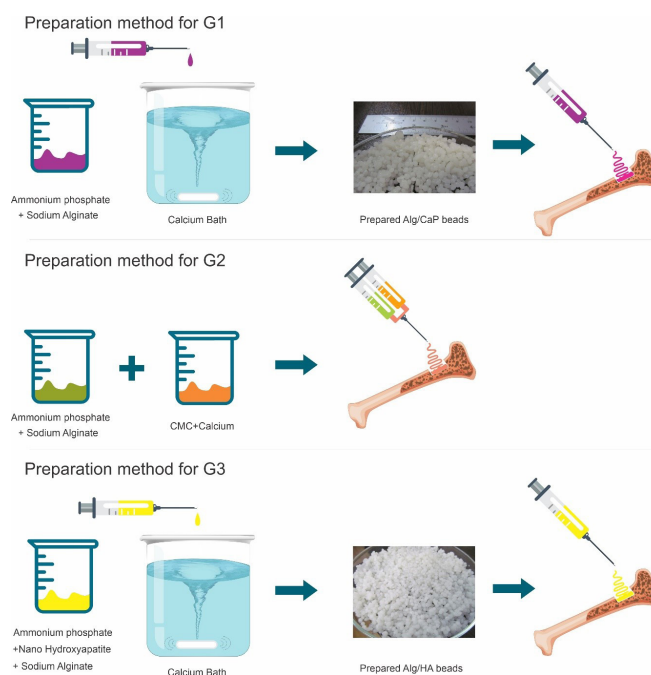 Preparation method for G1
Ammonium phosphate
+ Sodium Alginate
Calcium Bath
Prepared Alg/CaP beads
Preparation method for G2
Ammonium phosphate
+ Sodium Alginate
CMC+Calcium
Preparation method for G3
Ammonium phosphate
+Nano Hydroxyapatite
+ Sodium Alginate
Calcium Bath
Prepared Alg/HA beads